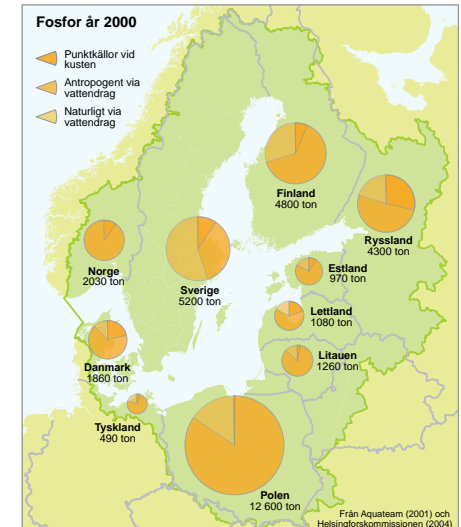 Fosfor år 2000
Punktkällor vid
kusten
Antropogent via
vattendrag
Naturligt via
vattendrag
Finland
4800 ton
Ryssland
4300 ton
Norge
2030 ton
Sverige
5200 ton
Estland
970 ton
Lettland
1080 ton
Litauen
1260 ton
Danmark
1860 ton
Tyskland
490 ton
Polen
12 600 ton
Från Aquateam (2001) och
Helsingforskommissionen (2004)